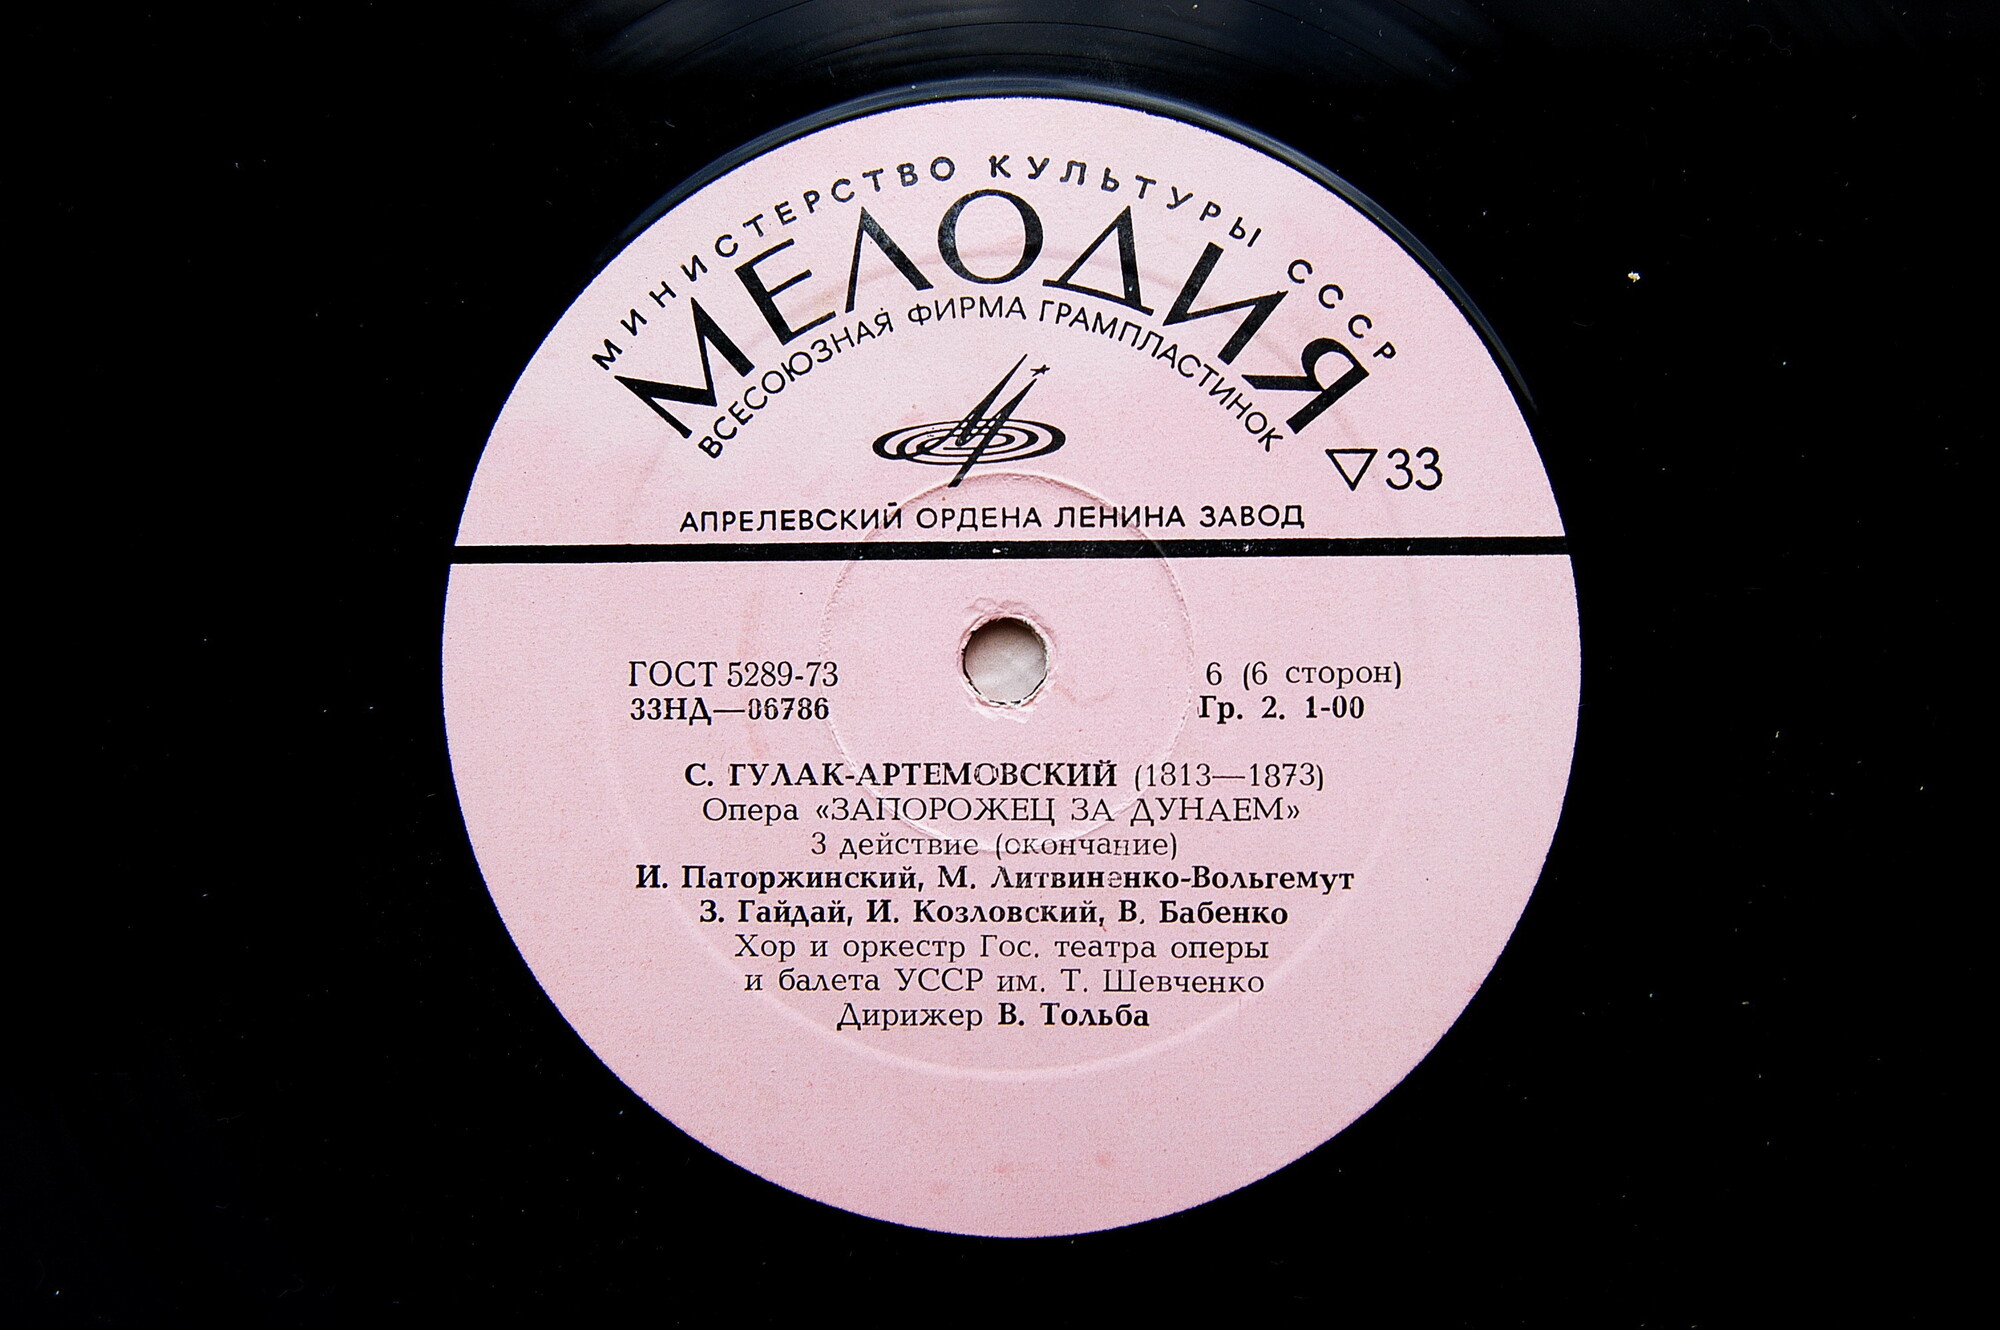 МИНИСТЕРСТВО КУЛЬТУРЫ СССР
МЕЛОДИЯ
ВСЕСОЮЗНАЯ ФИРМА ГРАМПЛАСТИНОК
33
АПРЕЛЕВСКИЙ ОРДЕНА ЛЕНИНА ЗАВОД
ГОСТ 5289-73
33НД—06786
6 (6 сторон)
Гр. 2. 1-00
С. ГУЛАК-АРТЕМОВСКИЙ (1813—1873)
Опера «ЗАПОРОЖЕЦ ЗА ДУНАЕМ»
3 действие (окончание)
И. Паторжинский, М. Литвиненко-Вольгемут
З. Гайдай, И. Козловский, В. Бабенко
Хор и оркестр Гос. театра оперы
и балета УССР им. Т. Шевченко
Дирижер В. Тольба